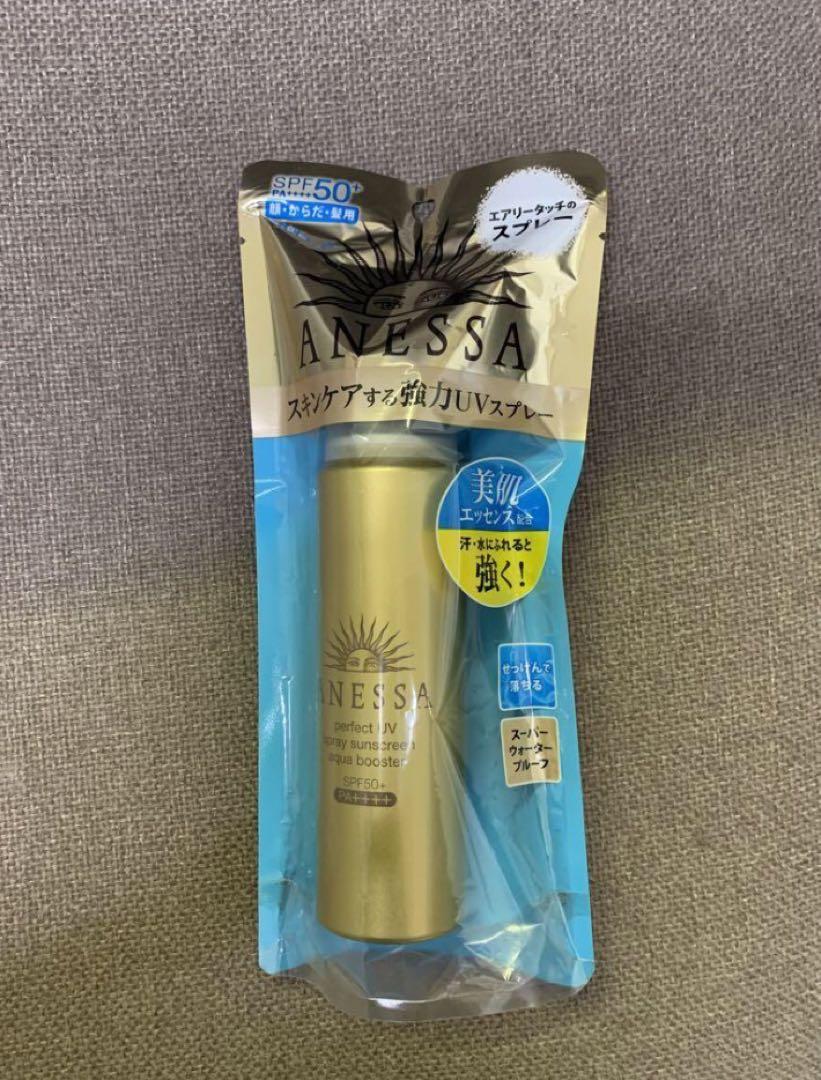 SPF50+
PA++++
顔・からだ・髪用
エアリータッチの
スプレー
ANESSA
スキンケアする強力UVスプレー
美肌
エッセンス配合
汗・水にふれると
強く!
ANESSA
perfect UV
spray sunscreen
aqua booster
SPF50+
PA++++
せっけんで
落ちる
スーパー
ウォーター
プルーフ